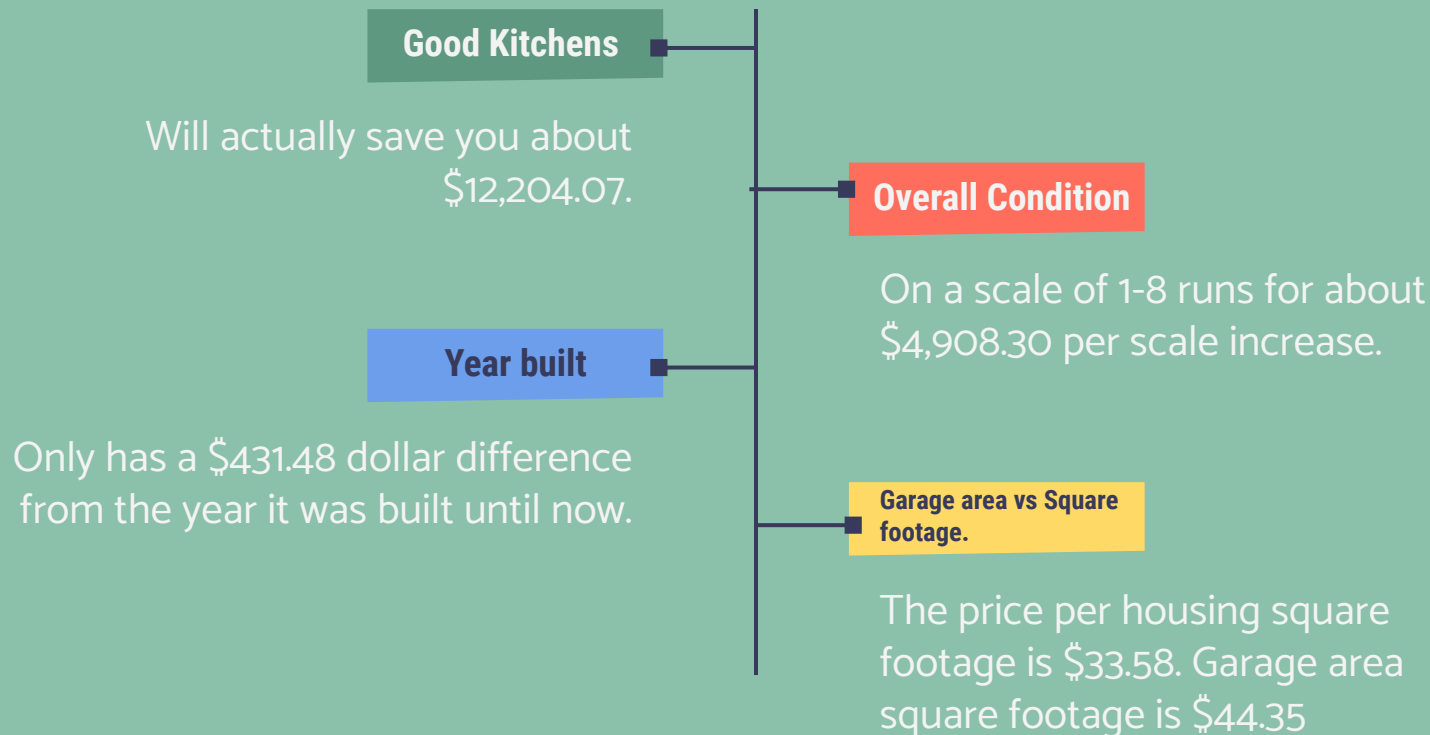 Good Kitchens
Will actually save you about
$12,204.07.
Overall Condition
On a scale of 1-8 runs for about
$4,908.30 per scale increase.
Year built
Only has a $431.48 dollar difference
from the year it was built until now.
Garage area vs Square
footage.
The price per housing square
footage is $33.58. Garage area
square footage is $44.35